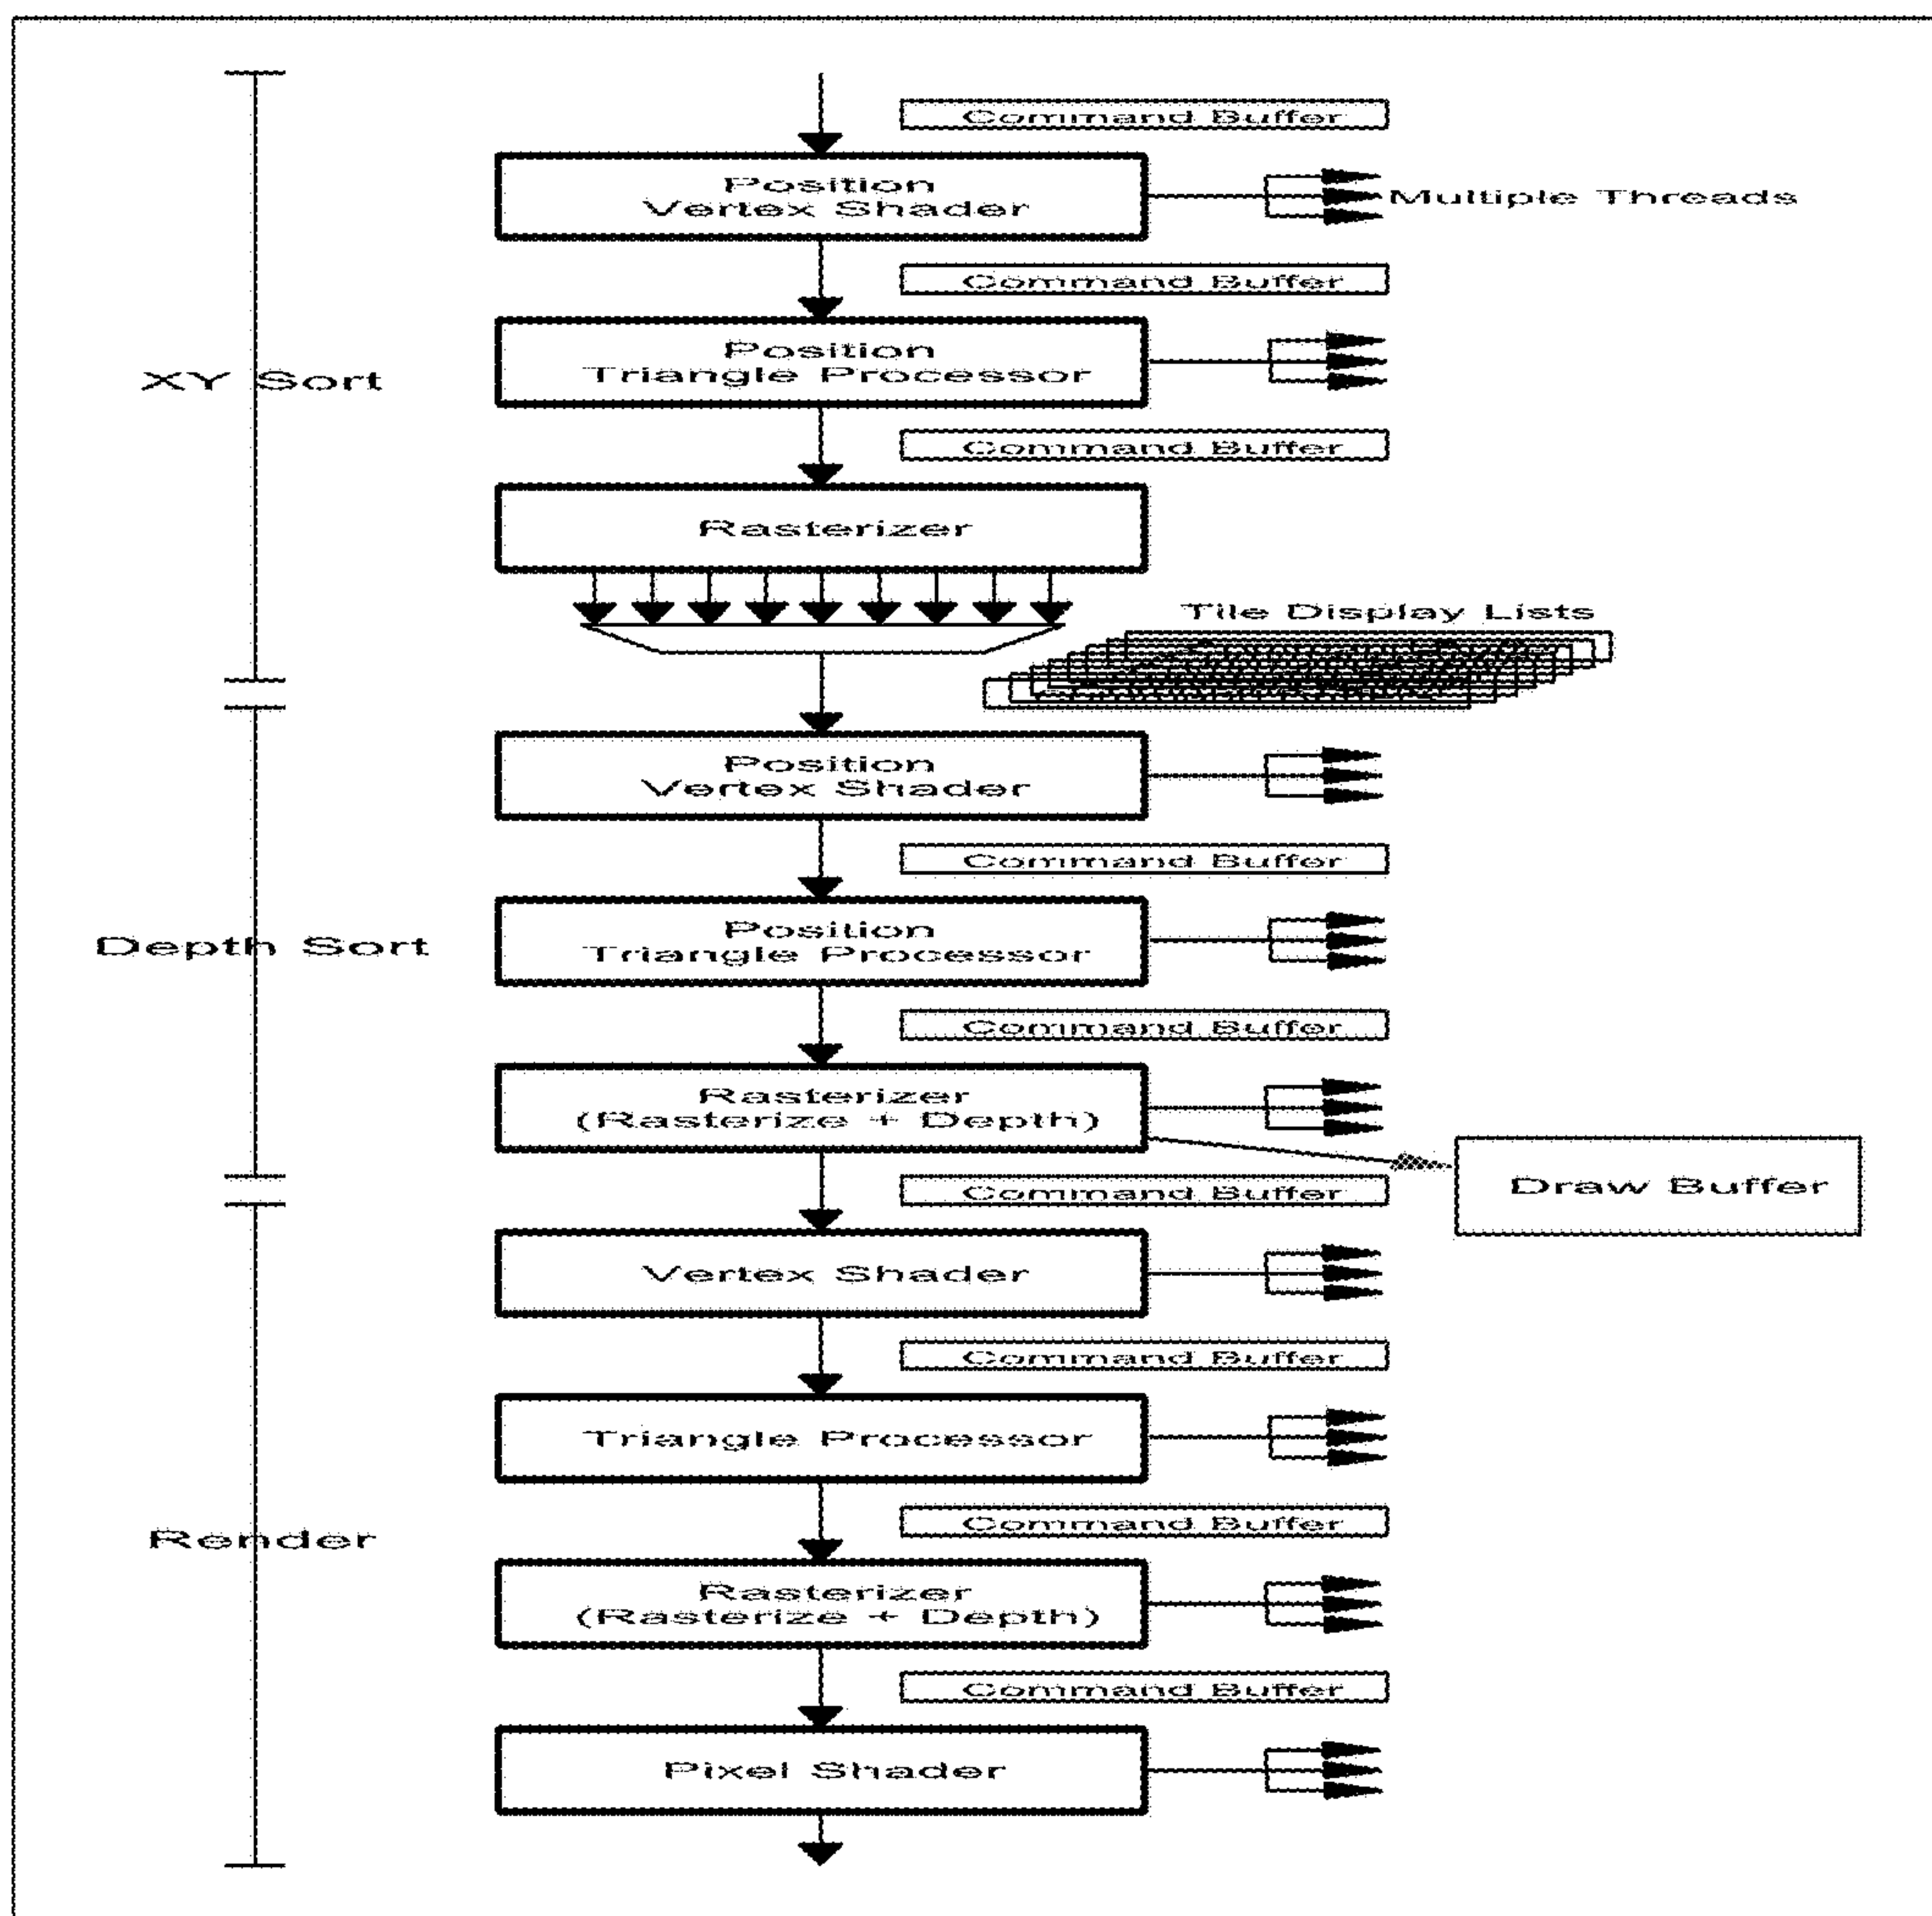 Command Buffer
Position
Vertex Shader
Multiple Threads
Command Buffer
Position
Triangle Processor
XY Sort
Command Buffer
Rasterizer
Tile Display Lists
Position
Vertex Shader
Command Buffer
Position
Triangle Processor
Depth Sort
Command Buffer
Rasterizer
(Rasterize + Depth)
Command Buffer
Draw Buffer
Vertex Shader
Command Buffer
Triangle Processor
Command Buffer
Render
Rasterizer
(Rasterize + Depth)
Command Buffer
Pixel Shader